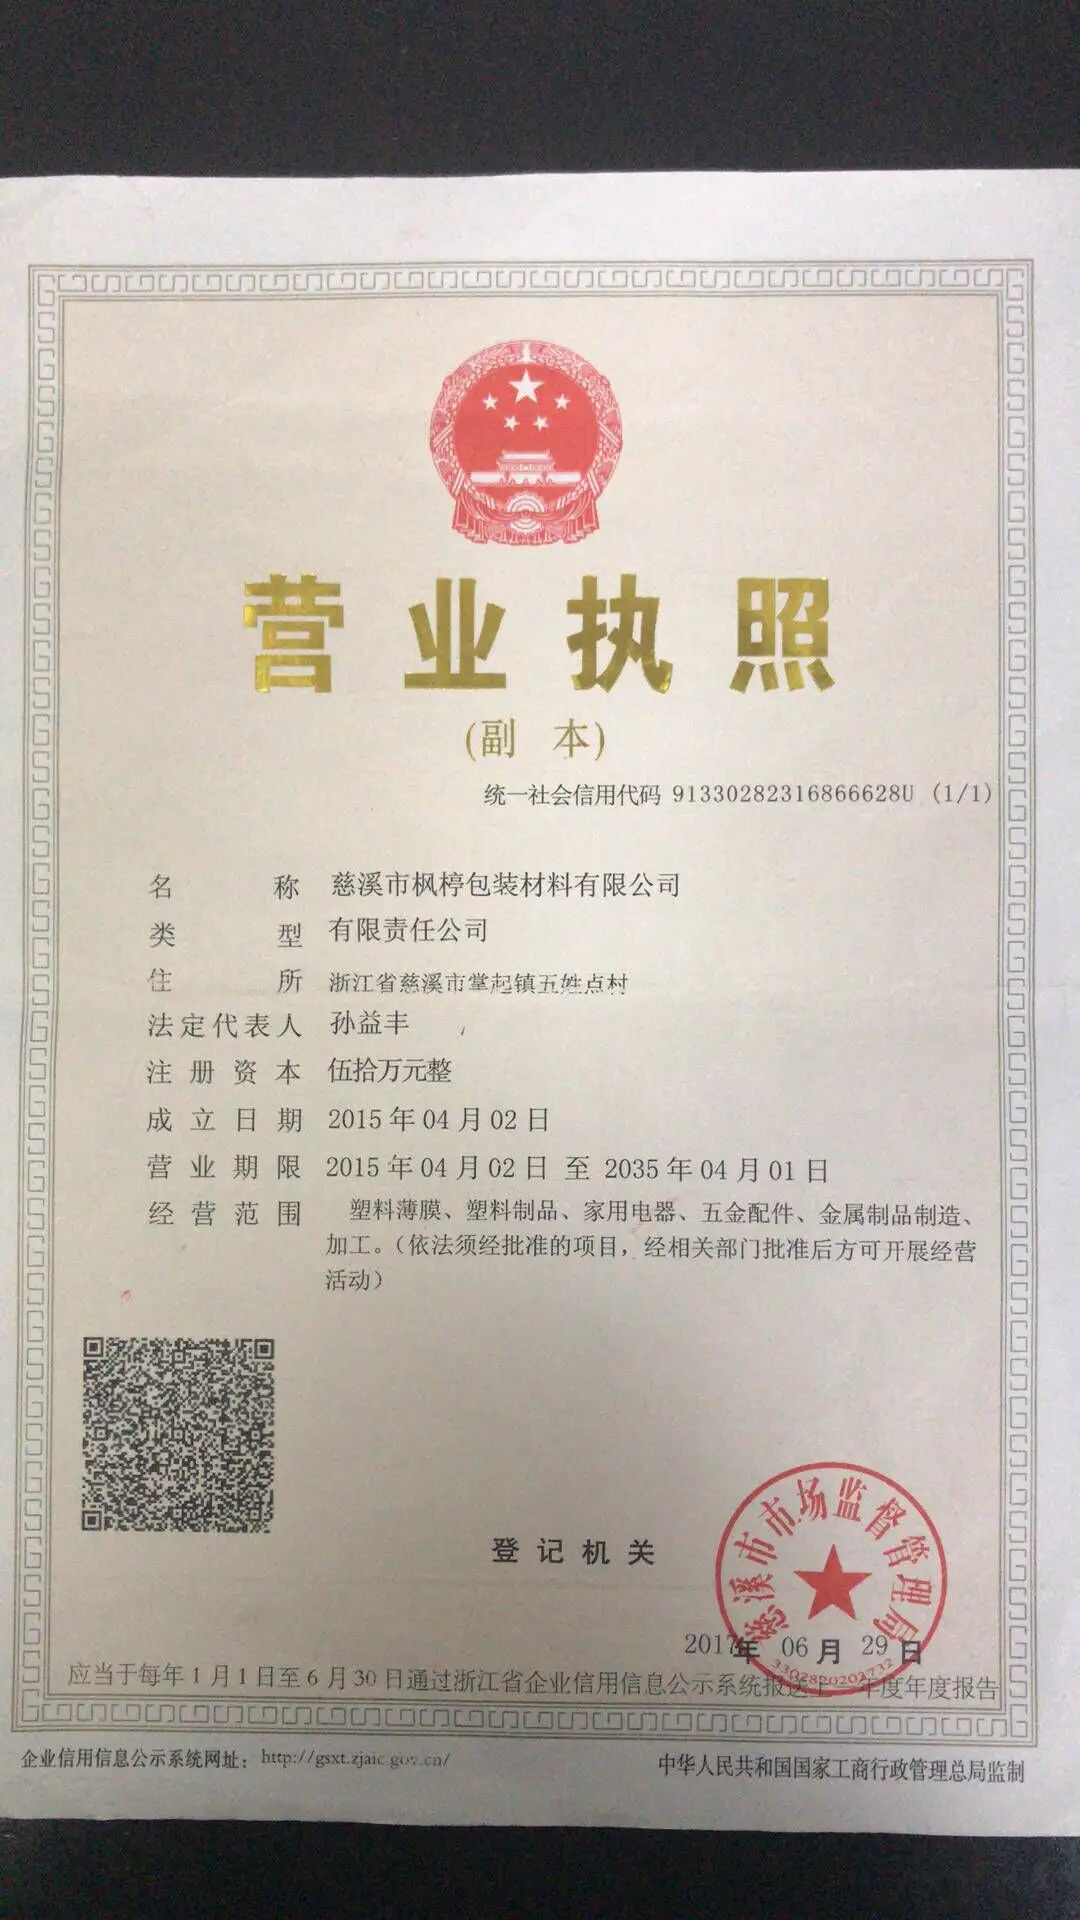 营业执照
(副 本)
统一社会信用代码 91330282316866628U (1/1)
名 称 慈溪市枫楟包装材料有限公司
类 型 有限责任公司
住 所 浙江省慈溪市掌起镇五姓点村
法定代表人 孙益丰
注册资本 伍拾万元整
成立日期 2015年04月02日
营业期限 2015年04月02日 至 2035年04月01日
经营范围 塑料薄膜、塑料制品、家用电器、五金配件、金属制品制造、
加工。（依法须经批准的项目，经相关部门批准后方可开展经营
活动）
慈溪市市场监督管理局
登记机关
2017年 06月 29日
应当于每年1月1日至6月30日通过浙江省企业信用信息公示系统报送上一年度年度报告
企业信用信息公示系统网址： http://gsxt.zjaic.gov.cn/
中华人民共和国国家工商行政管理总局监制